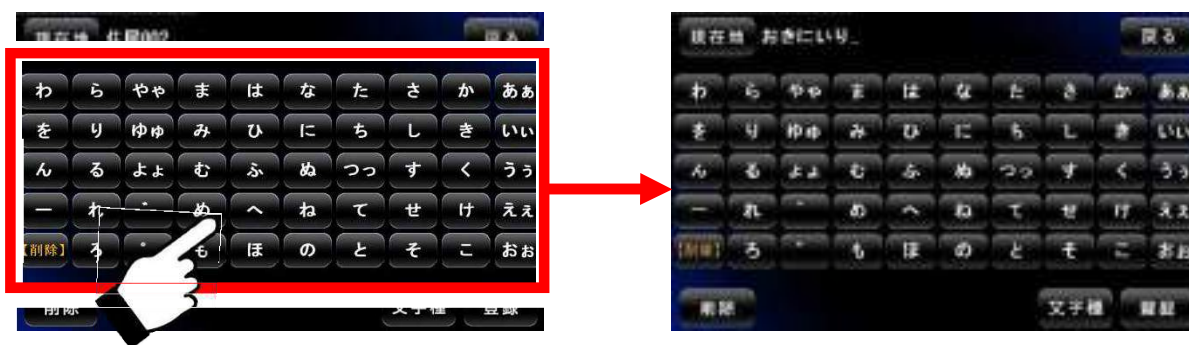 現在地 住所002 戻る
わ ら やゃ ま は な た さ か あぁ
を り ゆゅ み ひ に ち し き いぃ
ん る よょ む ふ ぬ つっ す く うぅ
ー れ ゛ め へ ね て せ け えぇ
【削除】 ろ ゜ も ほ の と そ こ おぉ
削除 文字種 登録
現在地 おきにいり_ 戻る
わ ら やゃ ま は な た さ か あぁ
を り ゆゅ み ひ に ち し き いぃ
ん る よょ む ふ ぬ つっ す く うぅ
ー れ ゛ め へ ね て せ け えぇ
【削除】 ろ ゜ も ほ の と そ こ おぉ
削除 文字種 登録